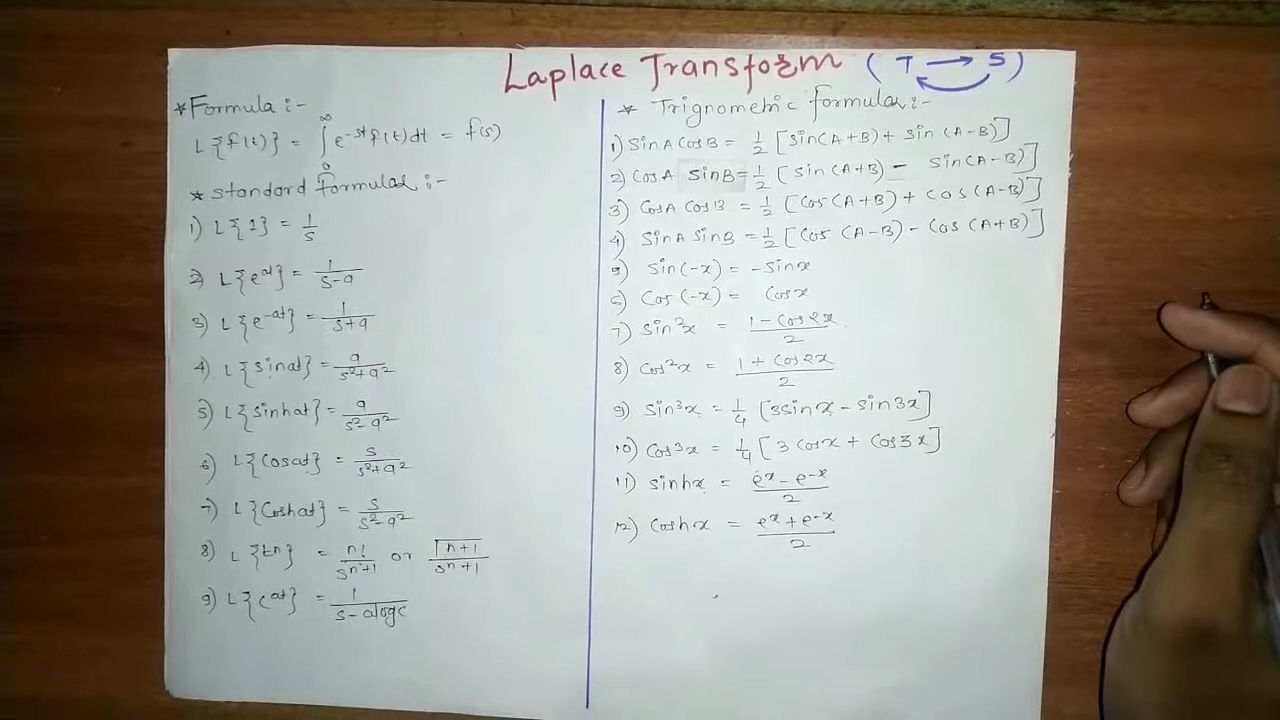 Laplace Transform ( T → S )
* Formula :-
L{f(t)} = ∫₀^∞ e^-st f(t)dt = f(s)
* standard formulas :-
1) L{1} = 1/s
2) L{e^at} = 1/(s-a)
3) L{e^-at} = 1/(s+a)
4) L{sinat} = a/(s²+a²)
5) L{sinhat} = a/(s²-a²)
6) L{Cosat} = s/(s²+a²)
7) L{Coshat} = s/(s²-a²)
8) L{tn} = n!/(s^n+1) or Γn+1/(s^n+1)
9) L{c^at} = 1/(s-alogc)
* Trignometric formulas :-
1) SinA CosB = 1/2 [Sin(A+B) + Sin(A-B)]
2) CosA SinB = 1/2 [Sin(A+B) - Sin(A-B)]
3) CosA CosB = 1/2 [Cos(A+B) + Cos(A-B)]
4) SinA SinB = 1/2 [Cos(A-B) - Cos(A+B)]
5) Sin(-x) = -Sinx
6) Cos(-x) = Cosx
7) Sin²x = (1-Cos2x)/2
8) Cos²x = (1+Cos2x)/2
9) Sin³x = 1/4 [3Sinx - Sin3x]
10) Cos³x = 1/4 [3Cosx + Cos3x]
11) Sinhx = (e^x - e^-x)/2
12) Coshx = (e^x + e^-x)/2